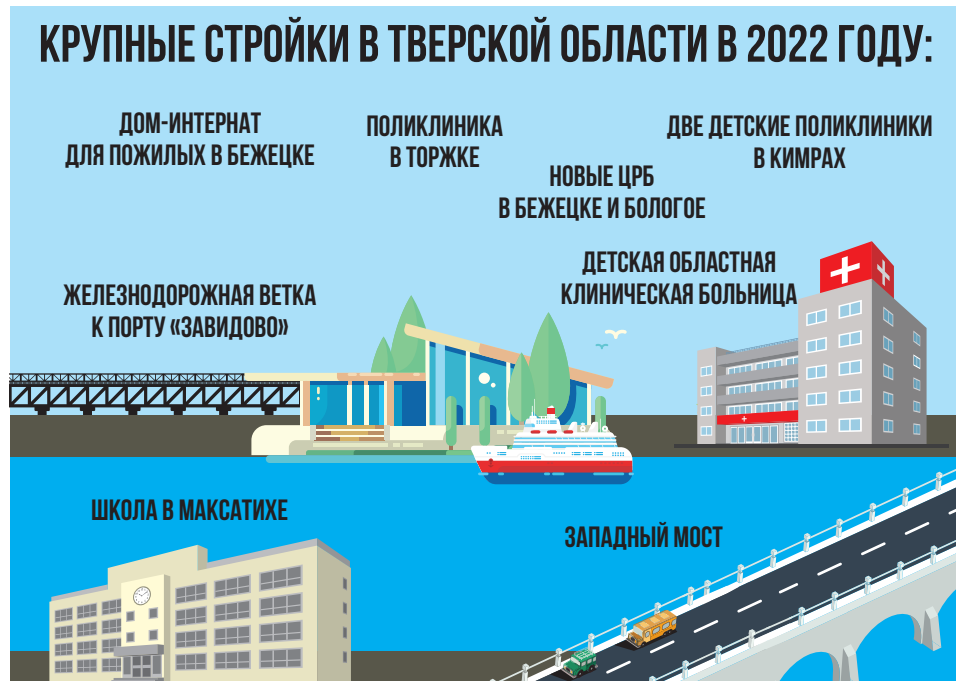 КРУПНЫЕ СТРОЙКИ В ТВЕРСКОЙ ОБЛАСТИ В 2022 ГОДУ:
ДОМ-ИНТЕРНАТ
ДЛЯ ПОЖИЛЫХ В БЕЖЕЦКЕ
ПОЛИКЛИНИКА
В ТОРЖКЕ
ДВЕ ДЕТСКИЕ ПОЛИКЛИНИКИ
В КИМРАХ
НОВЫЕ ЦРБ
В БЕЖЕЦКЕ И БОЛОГОЕ
ДЕТСКАЯ ОБЛАСТНАЯ
КЛИНИЧЕСКАЯ БОЛЬНИЦА
ЖЕЛЕЗНОДОРОЖНАЯ ВЕТКА
К ПОРТУ «ЗАВИДОВО»
ШКОЛА В МАКСАТИХЕ
ЗАПАДНЫЙ МОСТ